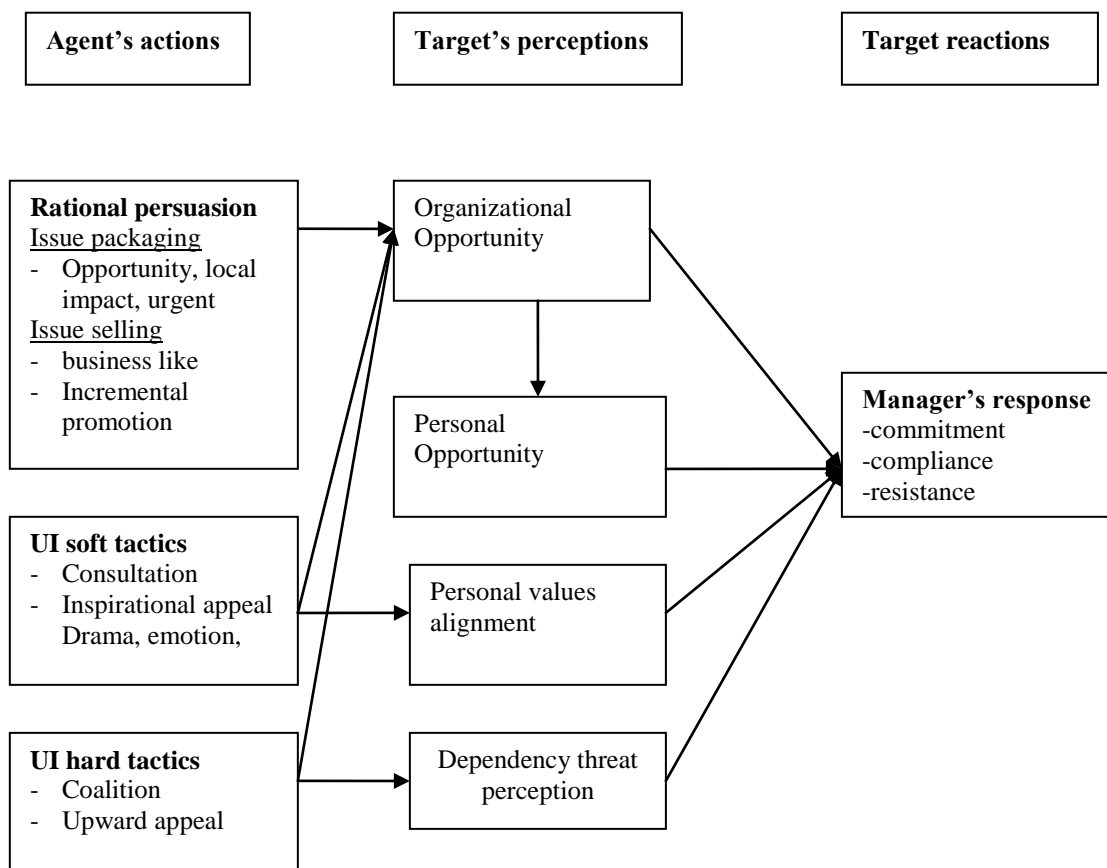 Agent’s actions
Target’s perceptions
Target reactions
Rational persuasion
Issue packaging
- Opportunity, local
impact, urgent
Issue selling
- business like
- Incremental
promotion
Organizational
Opportunity
Personal
Opportunity
Manager’s response
-commitment
-compliance
-resistance
UI soft tactics
- Consultation
- Inspirational appeal
Drama, emotion,
Personal values
alignment
UI hard tactics
- Coalition
- Upward appeal
Dependency threat
perception